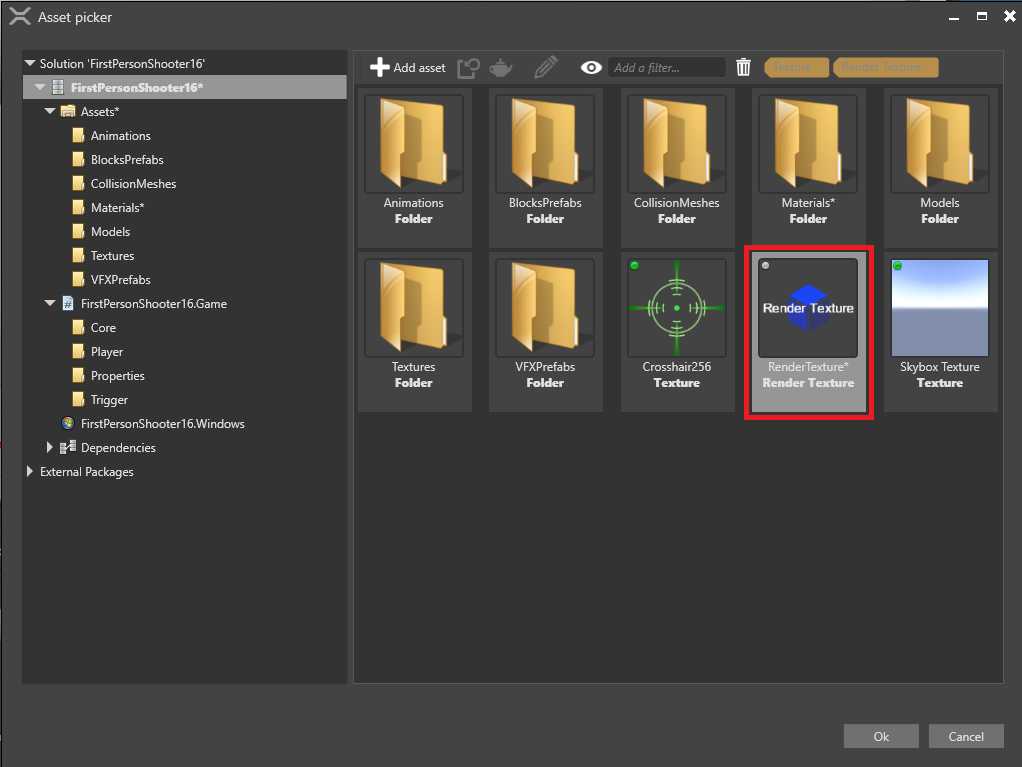 Asset picker
Solution 'FirstPersonShooter16'
FirstPersonShooter16*
Assets*
Animations
BlocksPrefabs
CollisionMeshes
Materials*
Models
Textures
VFXPrefabs
FirstPersonShooter16.Game
Core
Player
Properties
Trigger
FirstPersonShooter16.Windows
Dependencies
External Packages
Add asset
Add a filter...
Texture
Render Texture
Animations
Folder
BlocksPrefabs
Folder
CollisionMeshes
Folder
Materials*
Folder
Models
Folder
Textures
Folder
VFXPrefabs
Folder
Crosshair256
Texture
Render Texture
RenderTexture*
Render Texture
Skybox Texture
Texture
Ok
Cancel